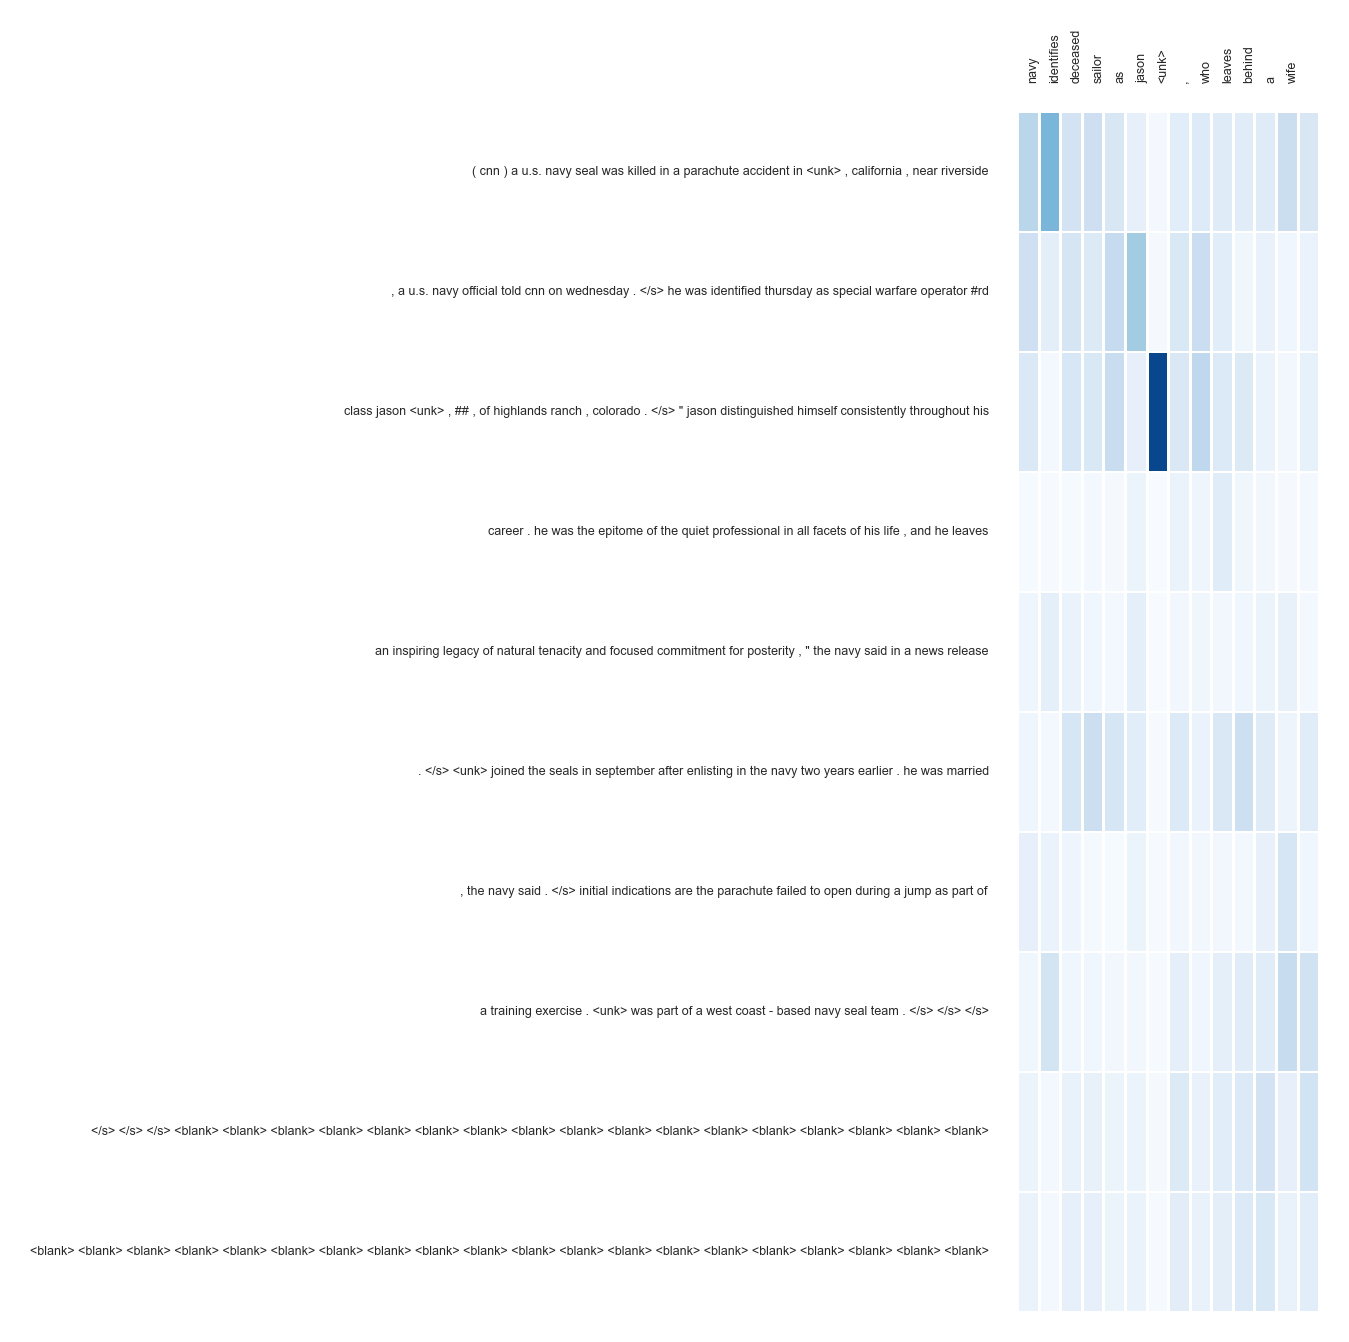 navy
identifies
deceased
sailor
as
jason
<unk>
,
who
leaves
behind
a
wife
( cnn ) a u.s. navy seal was killed in a parachute accident in <unk> , california , near riverside
, a u.s. navy official told cnn on wednesday . </s> he was identified thursday as special warfare operator #rd
class jason <unk> , ## , of highlands ranch , colorado . </s> " jason distinguished himself consistently throughout his
career . he was the epitome of the quiet professional in all facets of his life , and he leaves
an inspiring legacy of natural tenacity and focused commitment for posterity , " the navy said in a news release
. </s> <unk> joined the seals in september after enlisting in the navy two years earlier . he was married
, the navy said . </s> initial indications are the parachute failed to open during a jump as part of
a training exercise . <unk> was part of a west coast - based navy seal team . </s> </s> </s>
</s> </s> </s> <blank> <blank> <blank> <blank> <blank> <blank> <blank> <blank> <blank> <blank> <blank> <blank> <blank> <blank> <blank> <blank> <blank>
<blank> <blank> <blank> <blank> <blank> <blank> <blank> <blank> <blank> <blank> <blank> <blank> <blank> <blank> <blank> <blank> <blank> <blank> <blank> <blank>